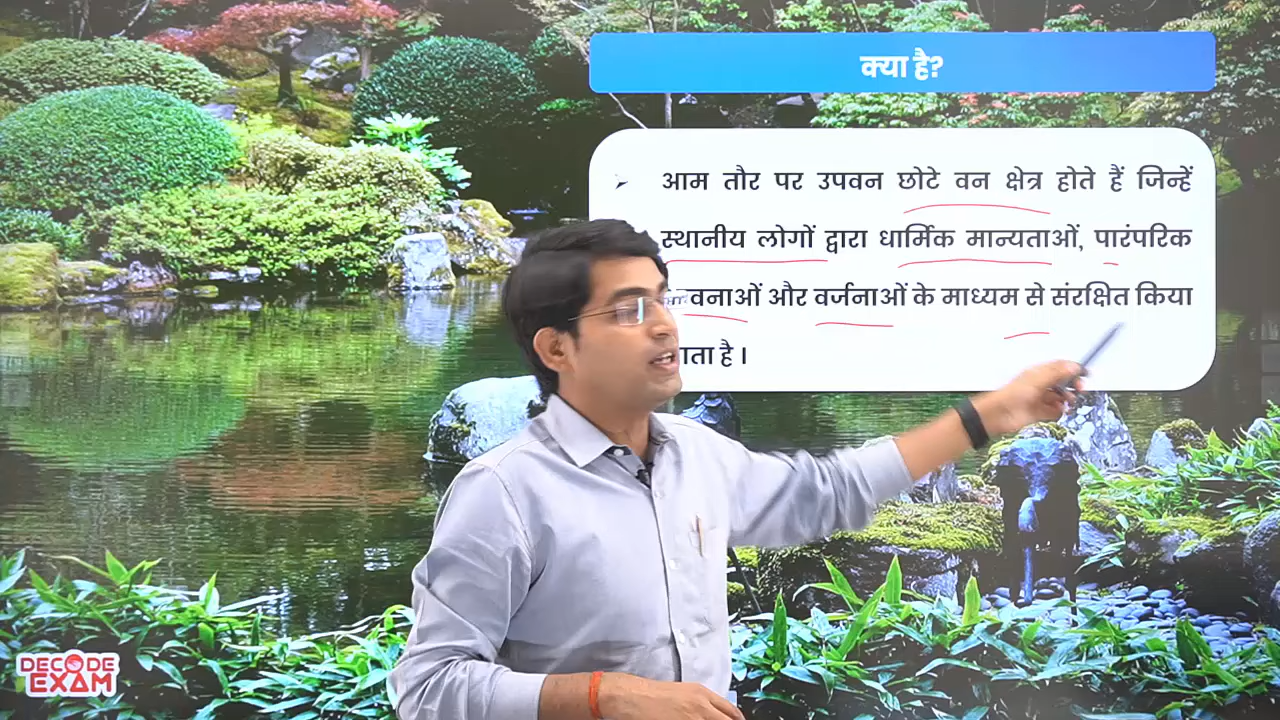 क्या है?
आम तौर पर उपवन छोटे वन क्षेत्र होते हैं जिन्हें
स्थानीय लोगों द्वारा धार्मिक मान्यताओं, पारंपरिक
और वर्जनाओं के माध्यम से संरक्षित किया
है।
DECODE
EXAM